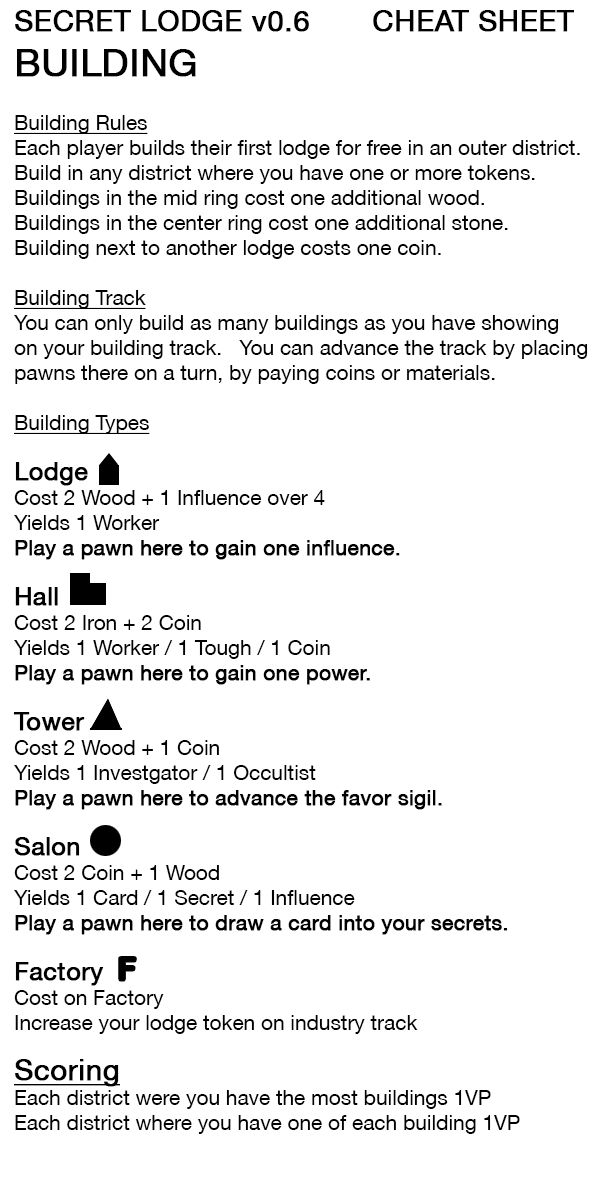 SECRET LODGE v0.6 CHEAT SHEET
BUILDING
Building Rules
Each player builds their first lodge for free in an outer district.
Build in any district where you have one or more tokens.
Buildings in the mid ring cost one additional wood.
Buildings in the center ring cost one additional stone.
Building next to another lodge costs one coin.
Building Track
You can only build as many buildings as you have showing
on your building track. You can advance the track by placing
pawns there on a turn, by paying coins or materials.
Building Types
Lodge
Cost 2 Wood + 1 Influence over 4
Yields 1 Worker
Play a pawn here to gain one influence.
Hall
Cost 2 Iron + 2 Coin
Yields 1 Worker / 1 Tough / 1 Coin
Play a pawn here to gain one power.
Tower
Cost 2 Wood + 1 Coin
Yields 1 Investgator / 1 Occultist
Play a pawn here to advance the favor sigil.
Salon
Cost 2 Coin + 1 Wood
Yields 1 Card / 1 Secret / 1 Influence
Play a pawn here to draw a card into your secrets.
Factory F
Cost on Factory
Increase your lodge token on industry track
Scoring
Each district were you have the most buildings 1VP
Each district where you have one of each building 1VP